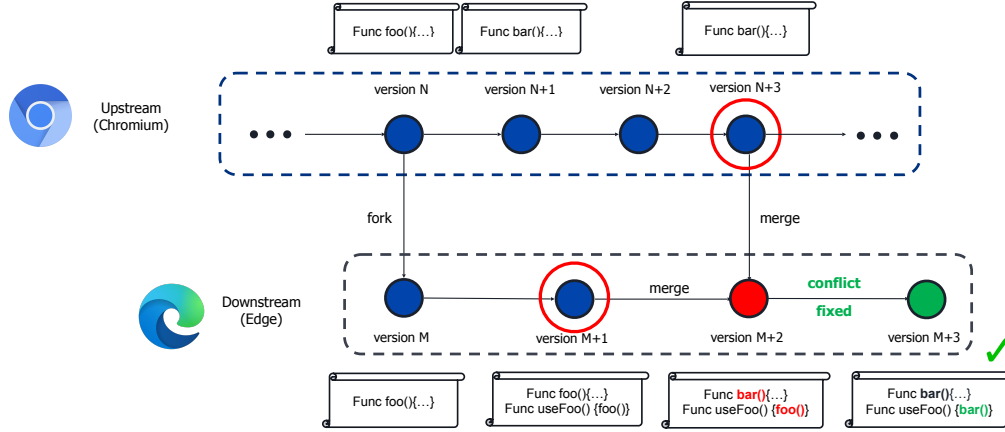 Func foo(){…}
Func bar(){…}
Func bar(){…}
version N
version N+1
version N+2
version N+3
Upstream
(Chromium)
fork
merge
Downstream
(Edge)
merge
conflict
fixed
version M
version M+1
version M+2
version M+3
Func foo(){…}
Func foo(){…}
Func useFoo() {foo()}
Func bar(){…}
Func useFoo() {foo()}
Func bar(){…}
Func useFoo() {bar()}